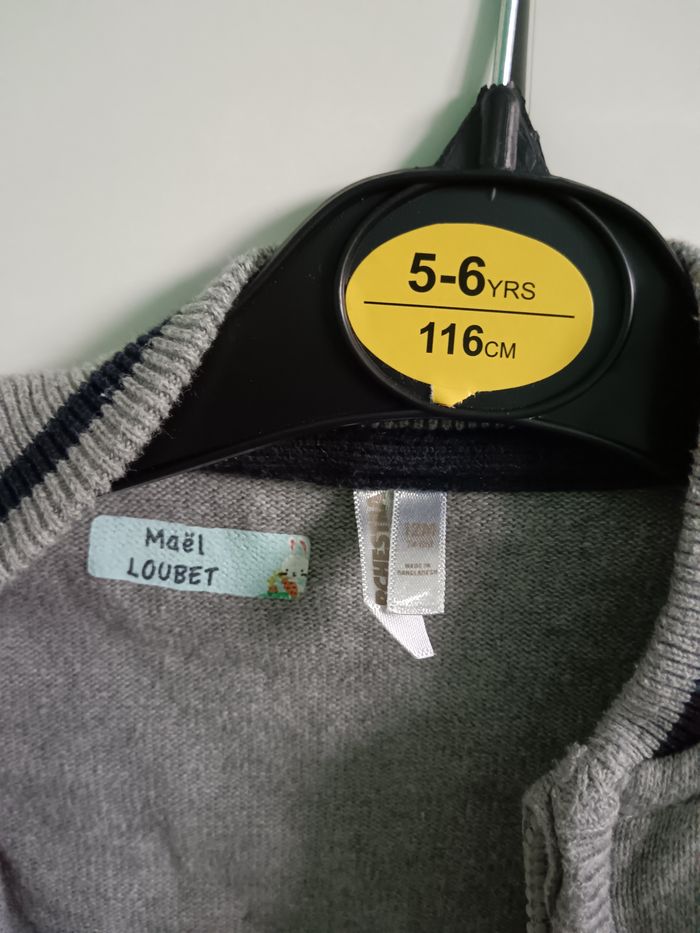 5-6YRS
116CM
Maël
LOUBET
MADE IN
BANGLADESH